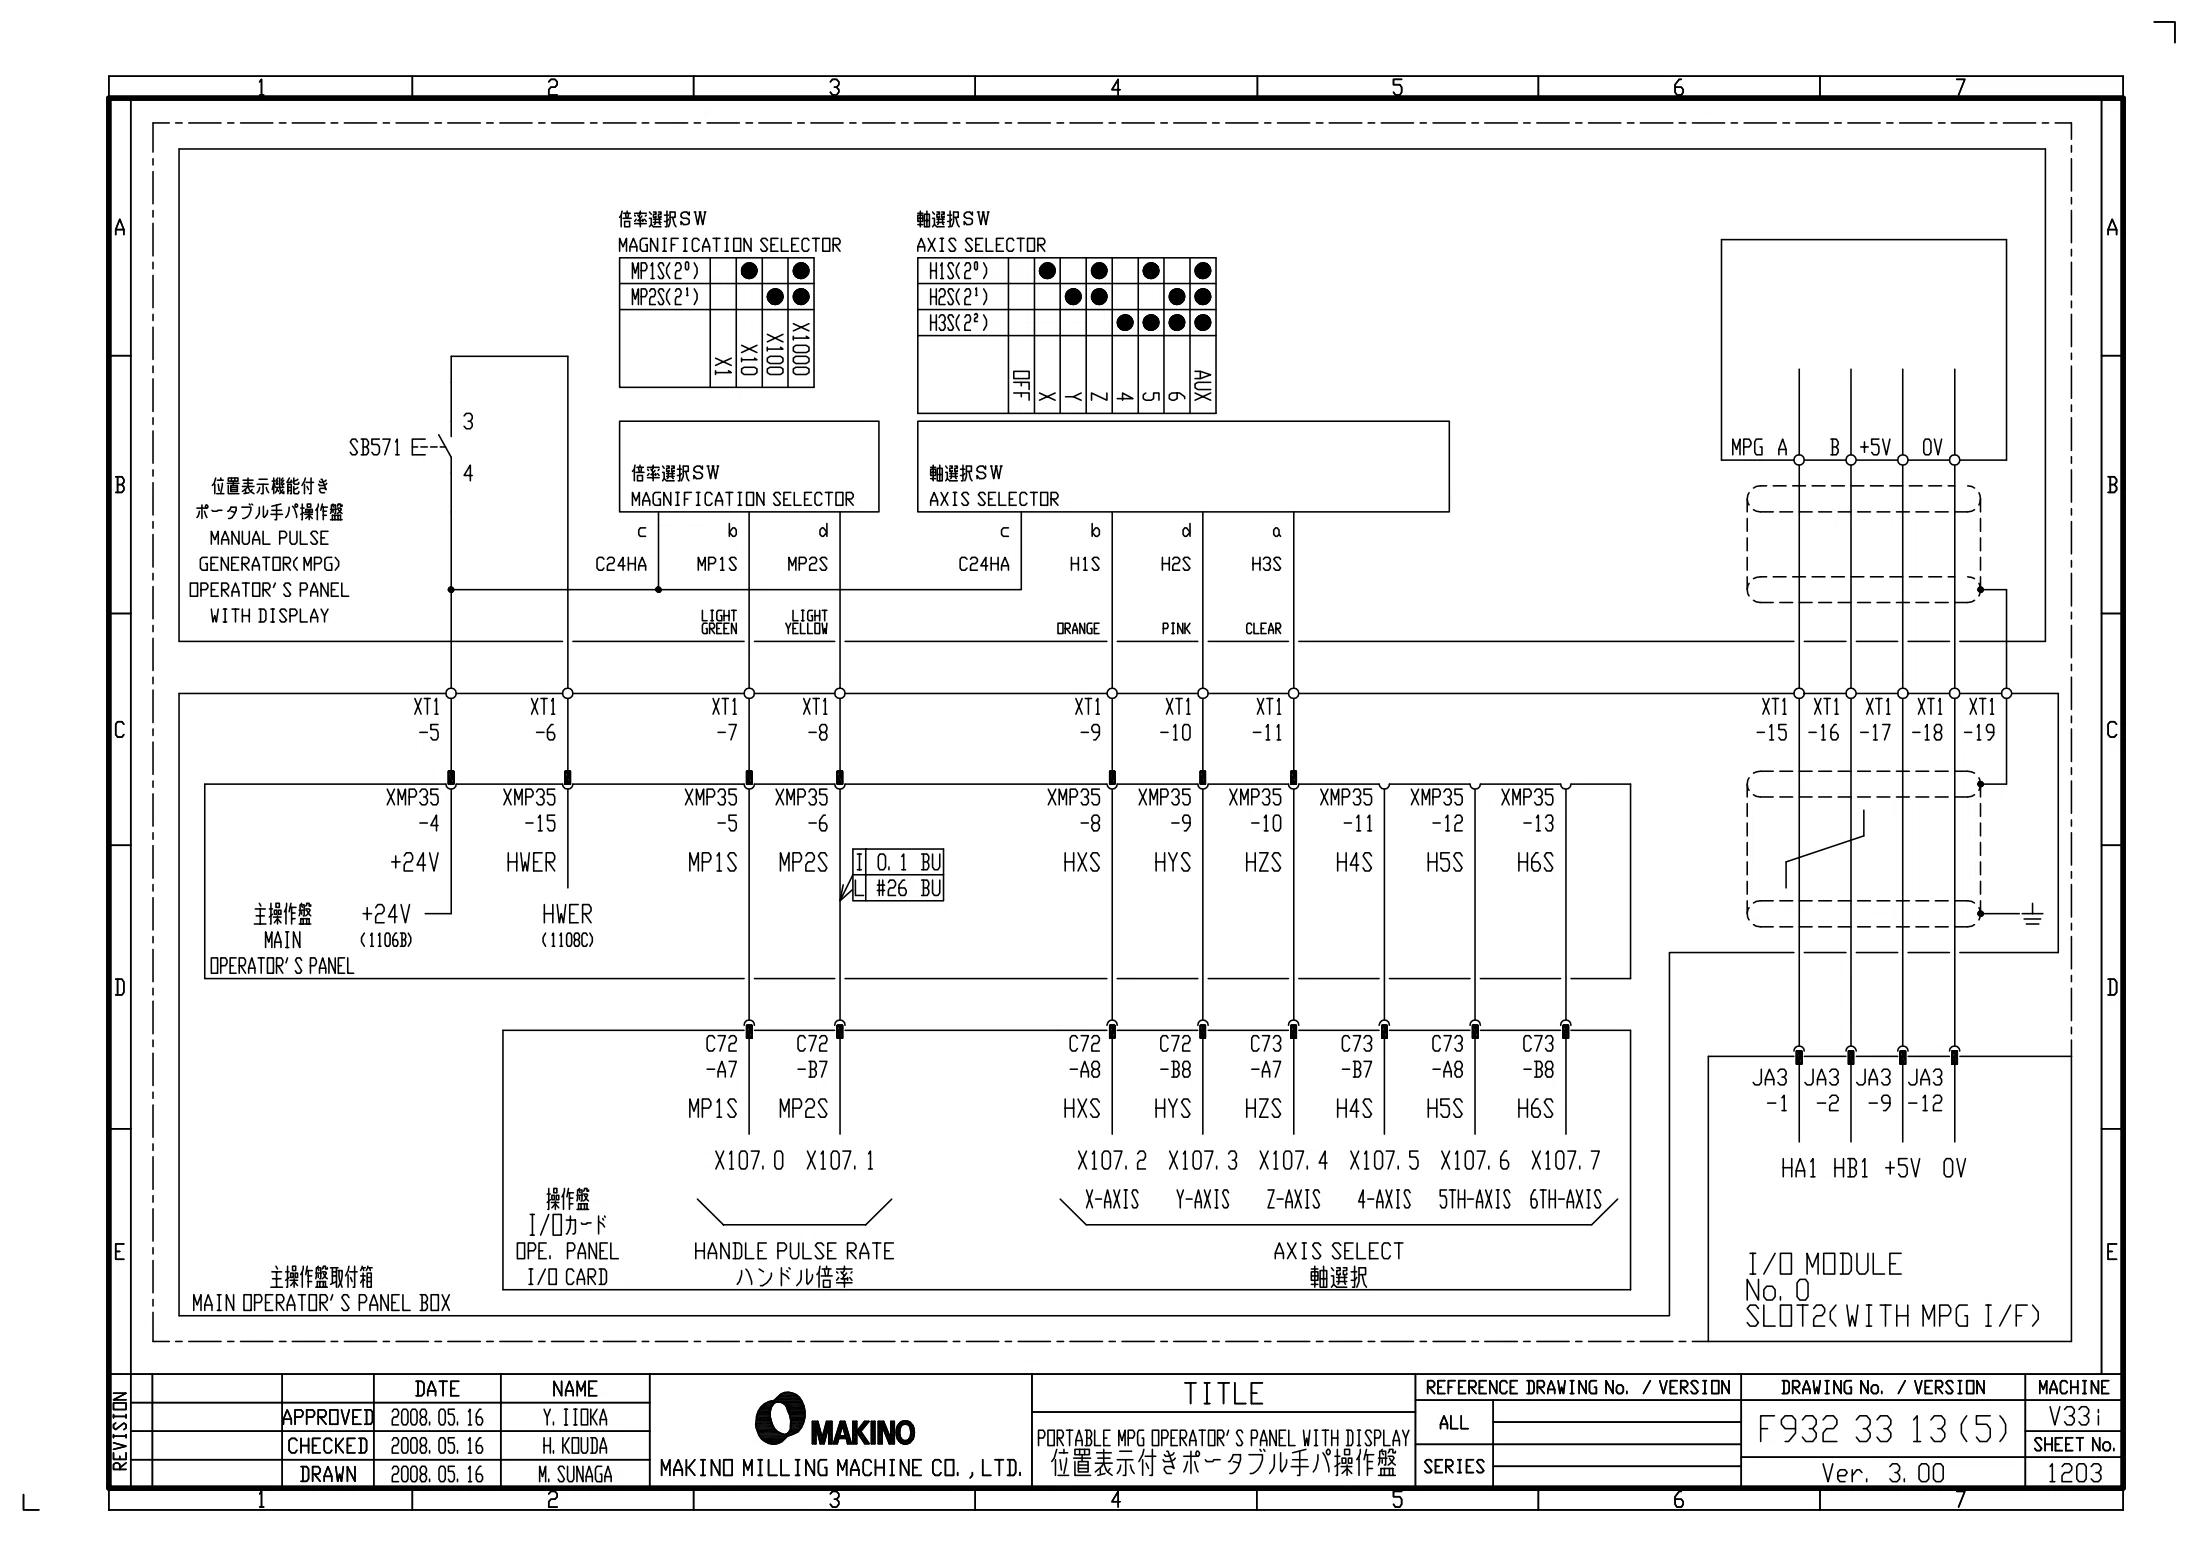 1 2 3 4 5 6 7
A
B
C
D
E
A
B
C
D
E
倍率選択SW
MAGNIFICATION SELECTOR
MP1S(2⁰)
MP2S(2¹)
X1 X10 X100 X1000
軸選択SW
AXIS SELECTOR
H1S(2⁰)
H2S(2¹)
H3S(2²)
OFF X Y Z 4 5 6 AUX
3
SB571
4
位置表示機能付き
ポータブル手パ操作盤
MANUAL PULSE
GENERATOR(MPG)
OPERATOR'S PANEL
WITH DISPLAY
倍率選択SW
MAGNIFICATION SELECTOR
c b d
C24HA MP1S MP2S
LIGHT GREEN
LIGHT YELLOW
軸選択SW
AXIS SELECTOR
c b d a
C24HA H1S H2S H3S
ORANGE PINK CLEAR
MPG A B +5V 0V
XT1 XT1 XT1 XT1 XT1 XT1 XT1 XT1 XT1 XT1 XT1 XT1
-5 -6 -7 -8 -9 -10 -11 -15 -16 -17 -18 -19
XMP35 XMP35 XMP35 XMP35 XMP35 XMP35 XMP35 XMP35 XMP35 XMP35
-4 -15 -5 -6 -8 -9 -10 -11 -12 -13
+24V HWER MP1S MP2S HXS HYS HZS H4S H5S H6S
I 0.1 BU
L #26 BU
主操作盤
MAIN
OPERATOR'S PANEL
+24V
(1106B)
HWER
(1108C)
C72 C72 C72 C72 C73 C73 C73 C73
-A7 -B7 -A8 -B8 -A7 -B7 -A8 -B8
MP1S MP2S HXS HYS HZS H4S H5S H6S
X107.0 X107.1 X107.2 X107.3 X107.4 X107.5 X107.6 X107.7
X-AXIS Y-AXIS Z-AXIS 4-AXIS 5TH-AXIS 6TH-AXIS
操作盤
I/Oカード
OPE. PANEL
I/O CARD
HANDLE PULSE RATE
ハンドル倍率
AXIS SELECT
軸選択
主操作盤取付箱
MAIN OPERATOR'S PANEL BOX
JA3 JA3 JA3 JA3
-1 -2 -9 -12
HA1 HB1 +5V 0V
I/O MODULE
No. 0
SLOT2(WITH MPG I/F)
REVISION
DATE NAME
APPROVED 2008.05.16 Y. IIOKA
CHECKED 2008.05.16 H. KOUDA
DRAWN 2008.05.16 M. SUNAGA
MAKINO
MAKINO MILLING MACHINE CO.,LTD.
TITLE
PORTABLE MPG OPERATOR'S PANEL WITH DISPLAY
位置表示付きポータブル手パ操作盤
REFERENCE DRAWING No. / VERSION
ALL
SERIES
DRAWING No. / VERSION
F932 33 13(5)
Ver. 3.00
MACHINE
V33i
SHEET No.
1203
1 2 3 4 5 6 7